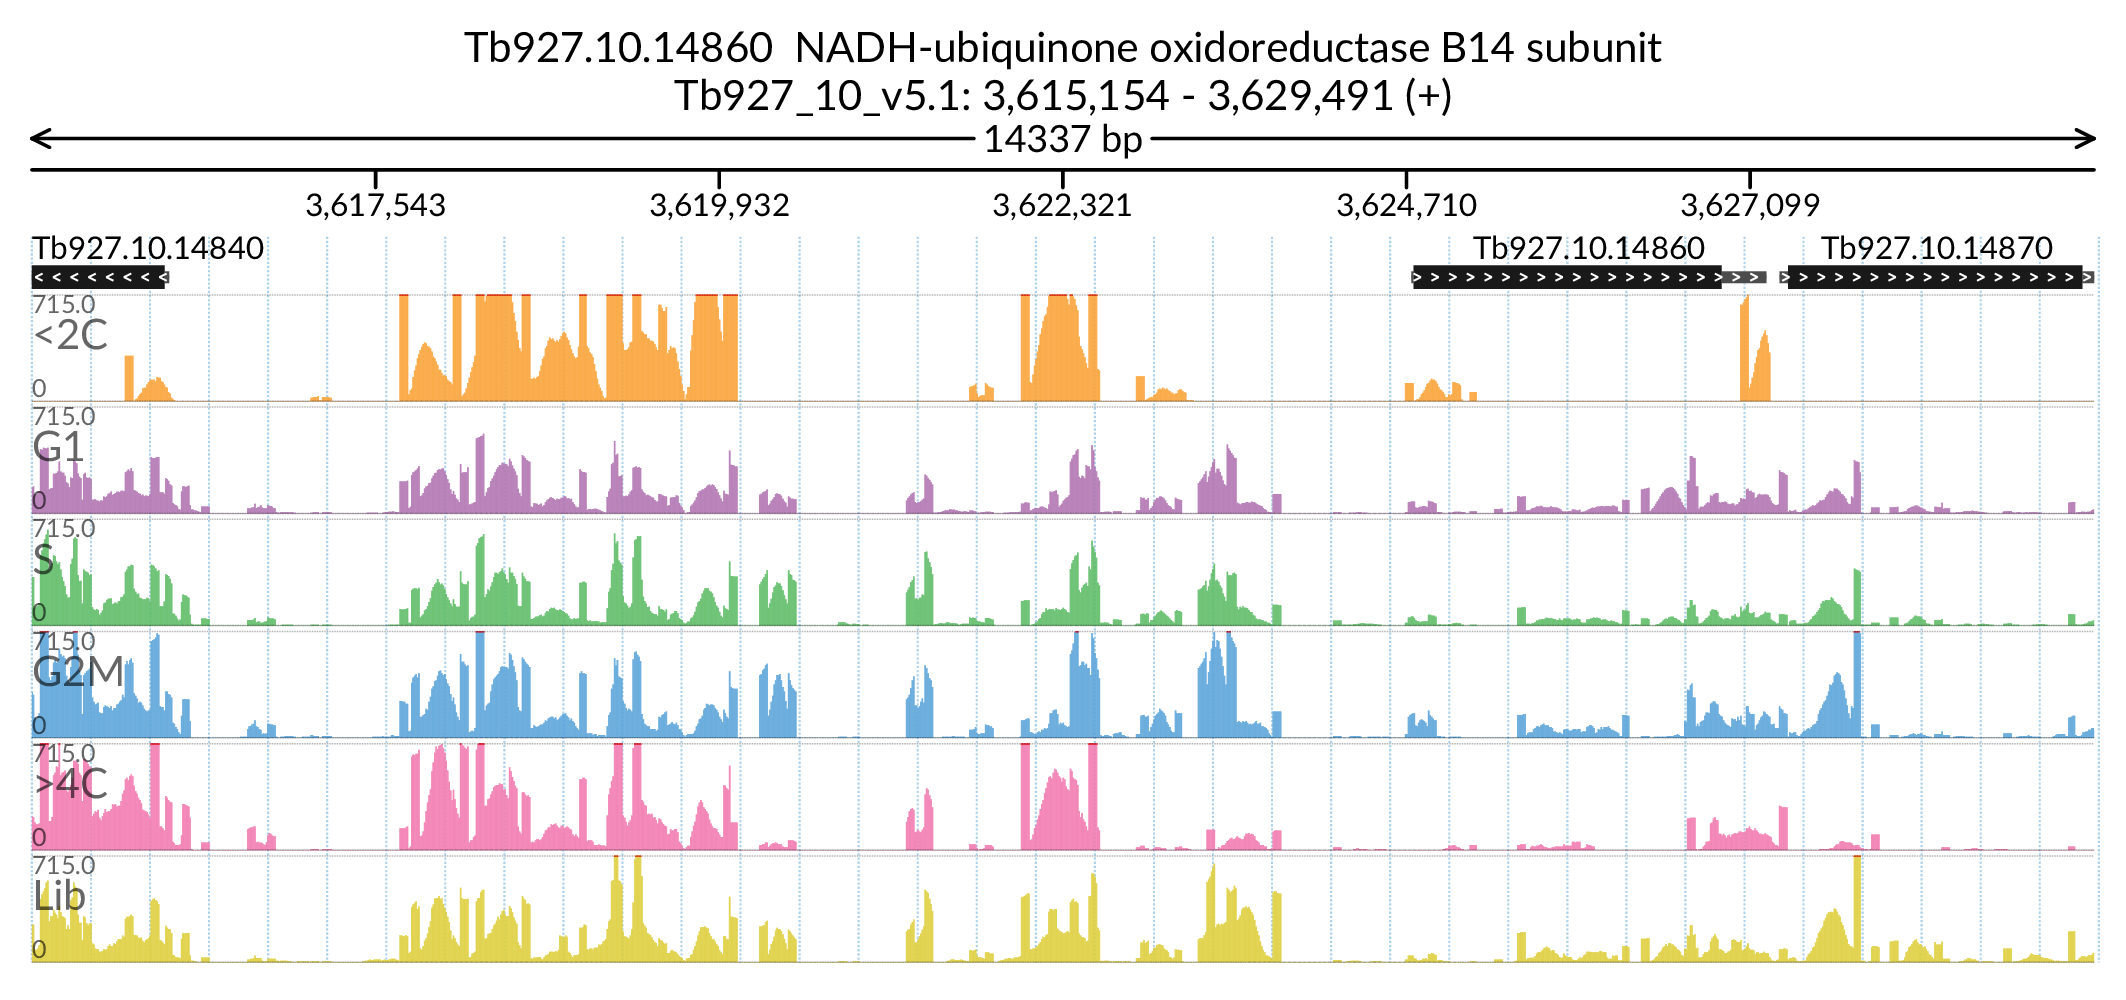 Tb927.10.14860  NADH-ubiquinone oxidoreductase B14 subunit
Tb927_10_v5.1: 3,615,154 - 3,629,491 (+)
14337 bp
3,617,543 3,619,932 3,622,321 3,624,710 3,627,099
Tb927.10.14840 Tb927.10.14860 Tb927.10.14870
715.0
<2C
0
715.0
G1
0
715.0
S
0
715.0
G2M
0
715.0
>4C
0
715.0
Lib
0